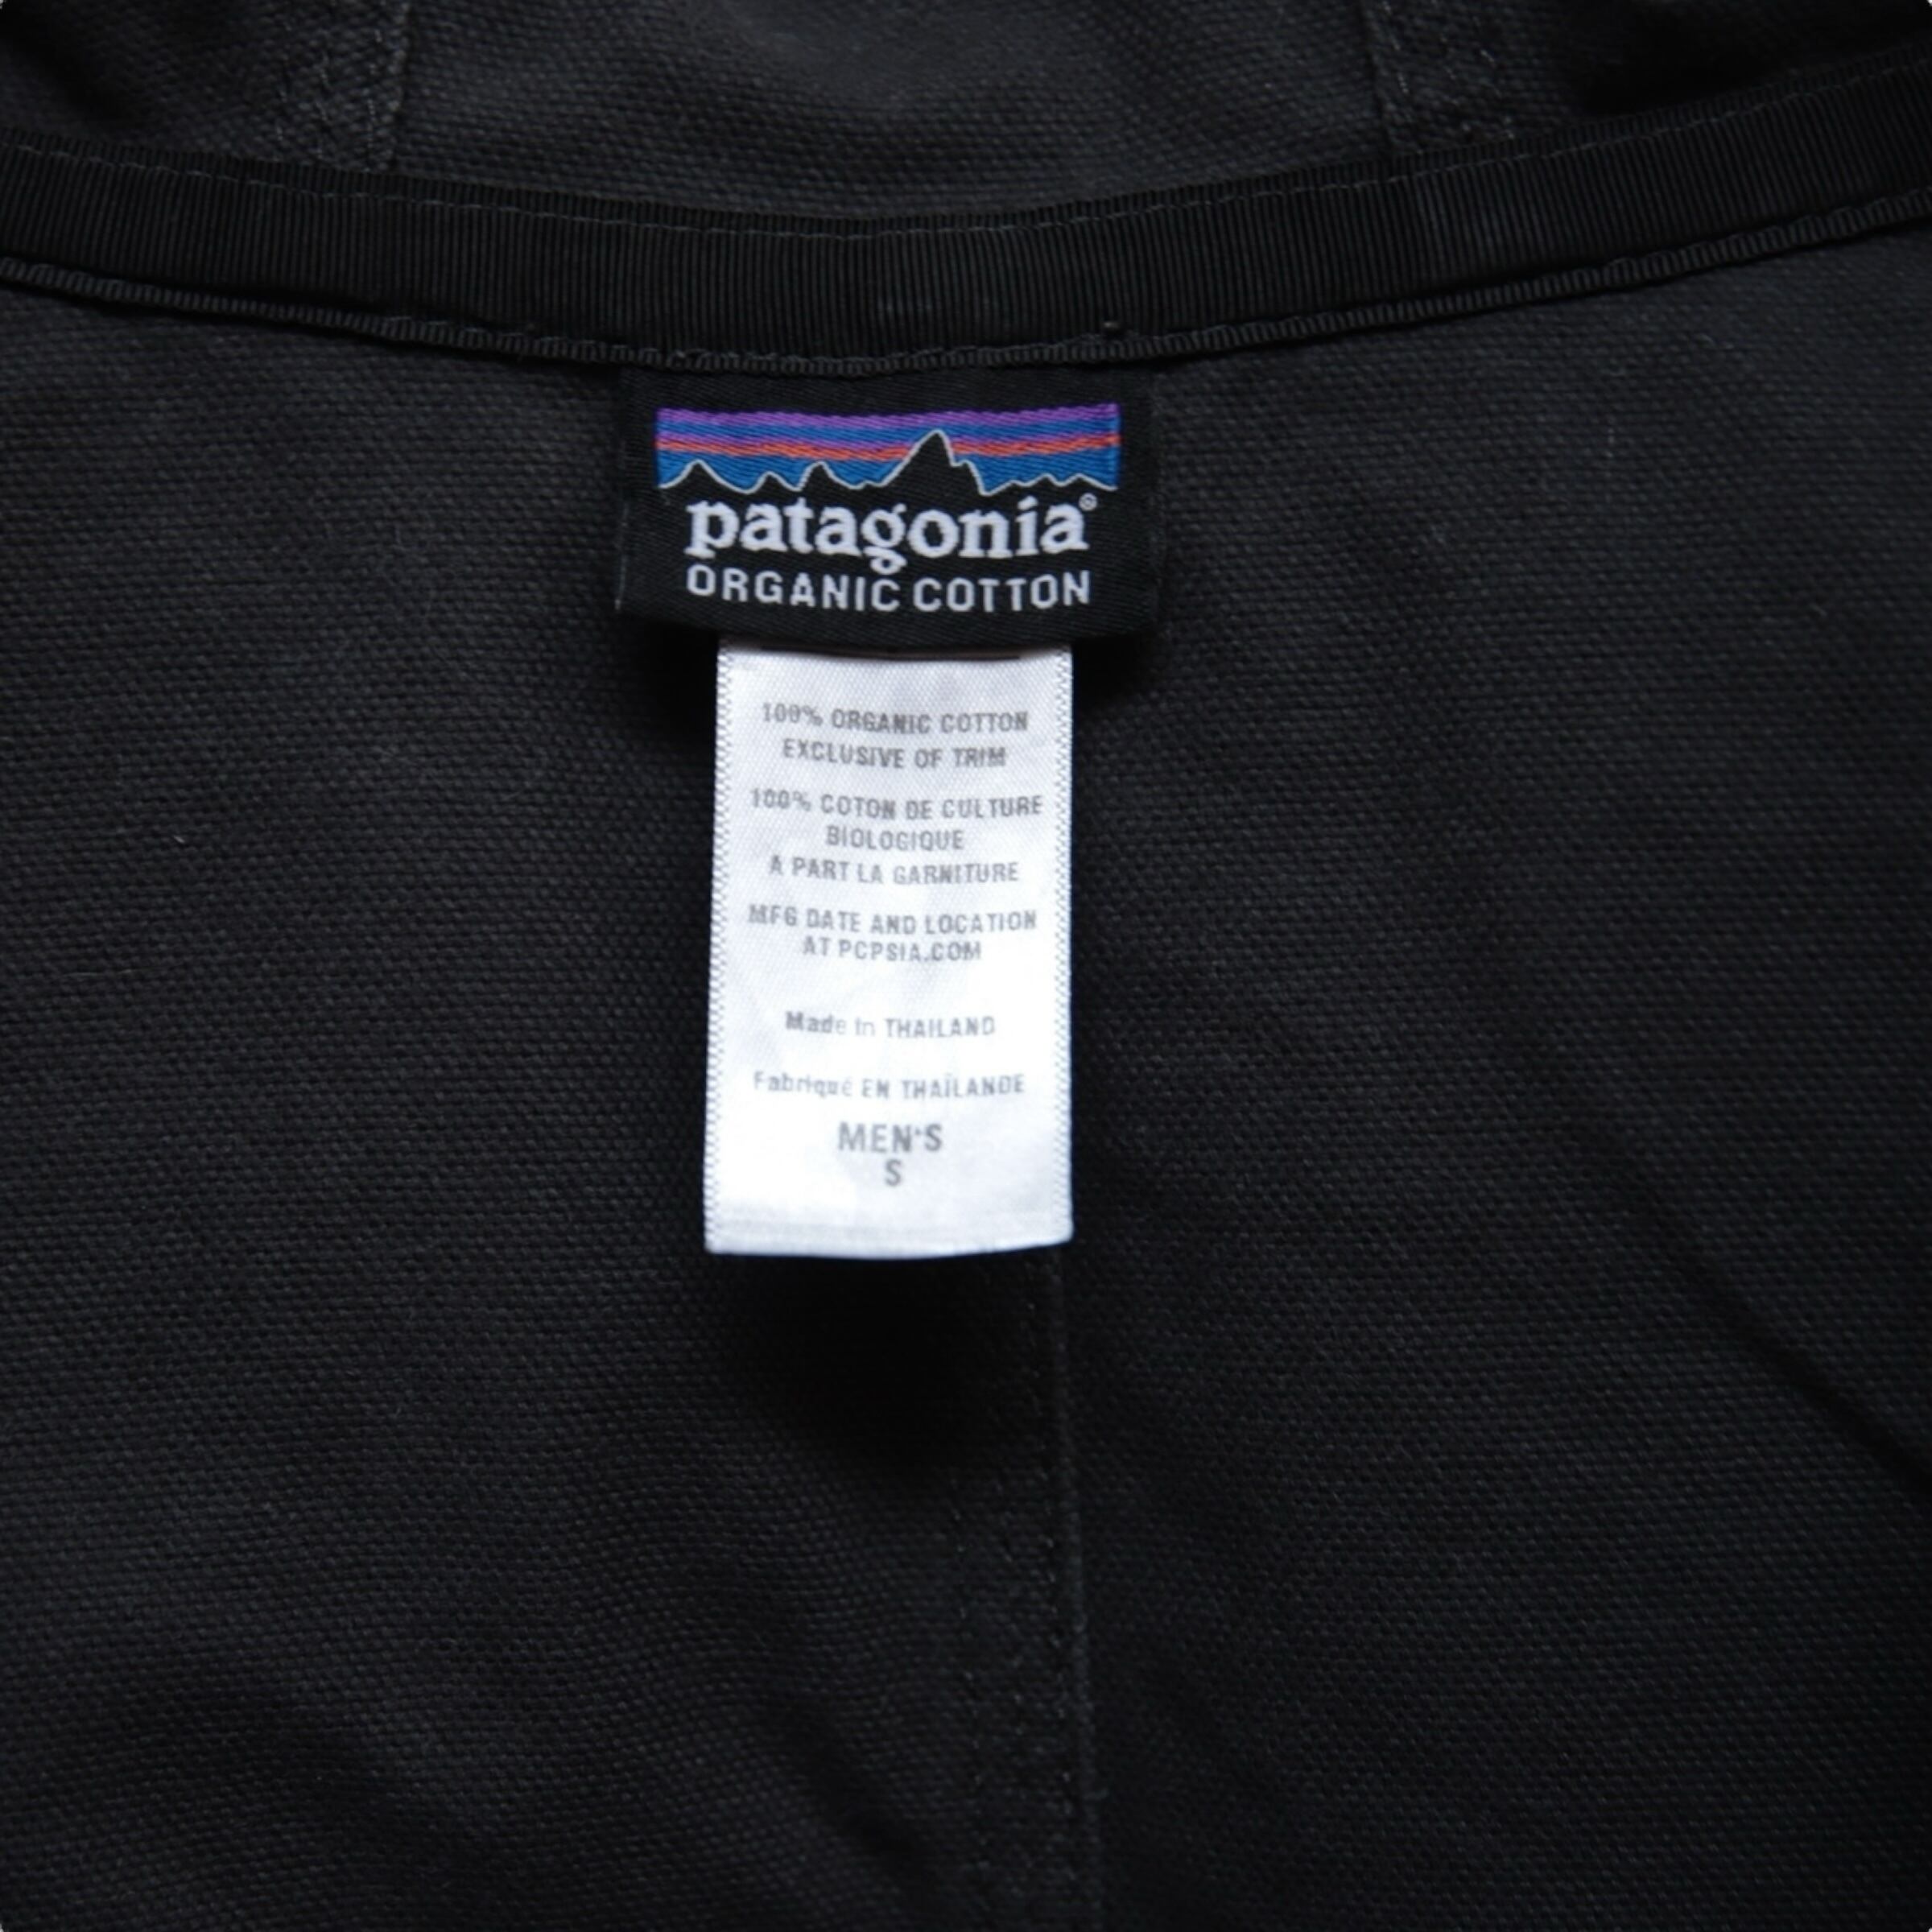 patagonia®
ORGANIC COTTON
100% ORGANIC COTTON
EXCLUSIVE OF TRIM
100% COTON DE CULTURE
BIOLOGIQUE
A PART LA GARNITURE
MFG DATE AND LOCATION
AT PCPSIA.COM
Made in THAILAND
Fabriqué EN THAÏLANDE
MEN'S
S